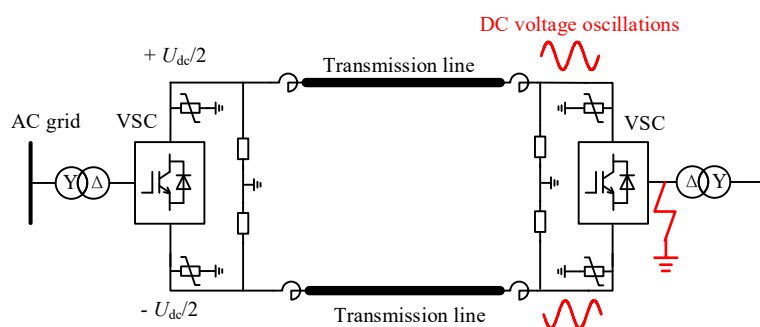 DC voltage oscillations
+ Udc/2
Transmission line
AC grid
VSC
VSC
Y Δ
Δ Y
- Udc/2
Transmission line